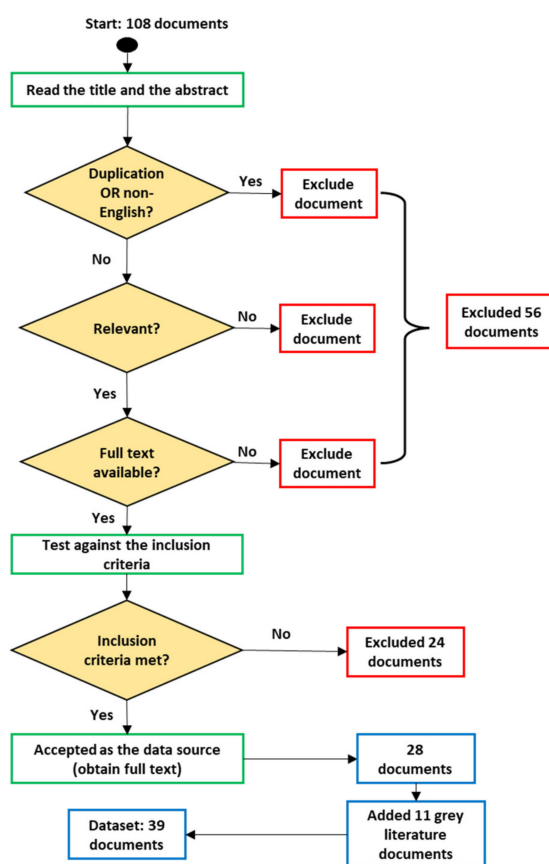 Start: 108 documents
Read the title and the abstract
Duplication
OR non-
English?
Yes
Exclude
document
No
Relevant?
No
Exclude
document
Excluded 56
documents
Yes
Full text
available?
No
Exclude
document
Yes
Test against the inclusion
criteria
Inclusion
criteria met?
No
Excluded 24
documents
Yes
Accepted as the data source
(obtain full text)
28
documents
Added 11 grey
literature
documents
Dataset: 39
documents